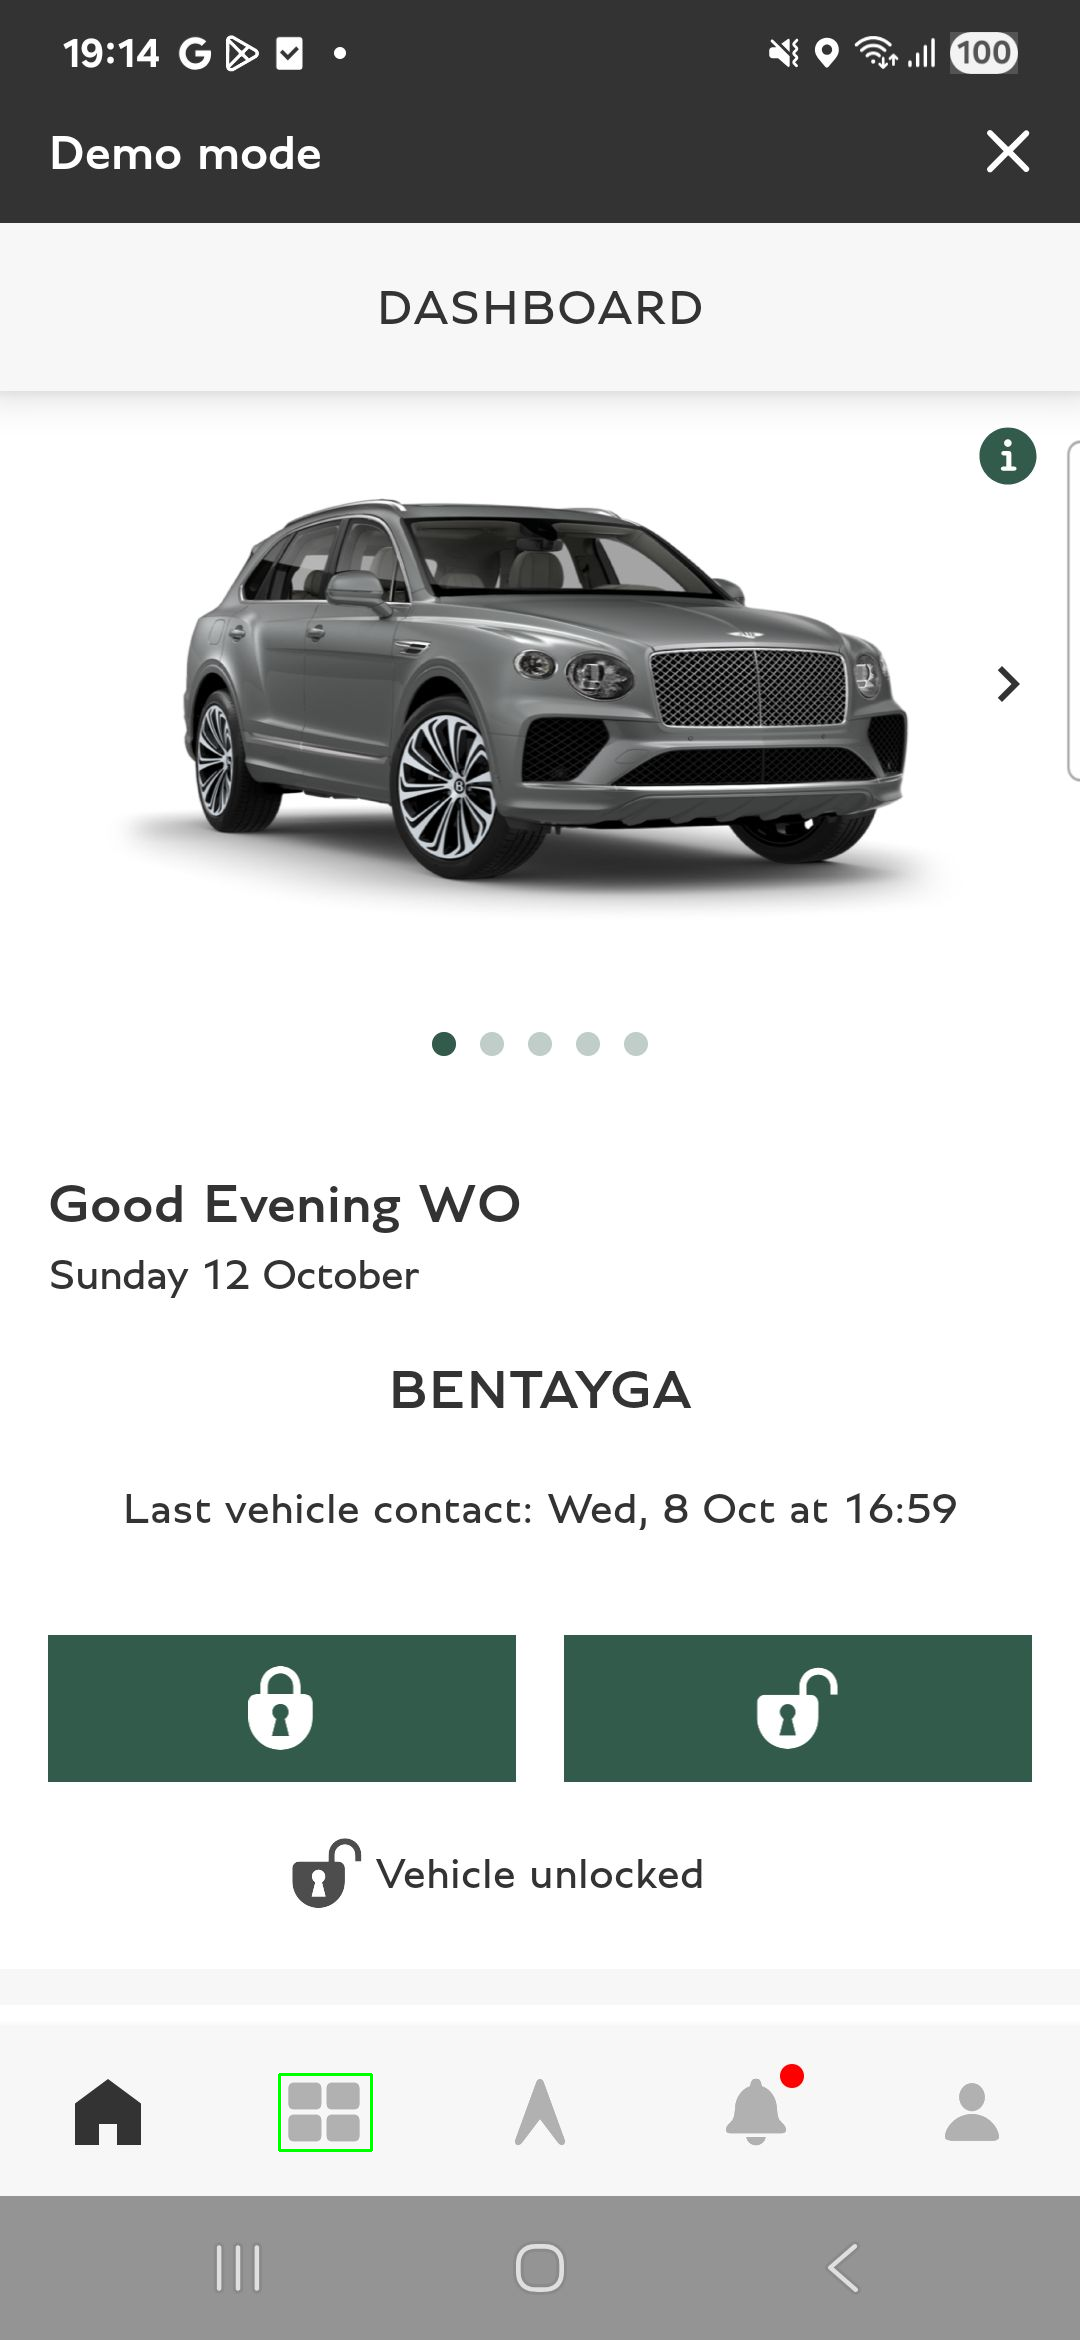 19:14
100
Demo mode
DASHBOARD
Good Evening WO
Sunday 12 October
BENTAYGA
Last vehicle contact: Wed, 8 Oct at 16:59
Vehicle unlocked